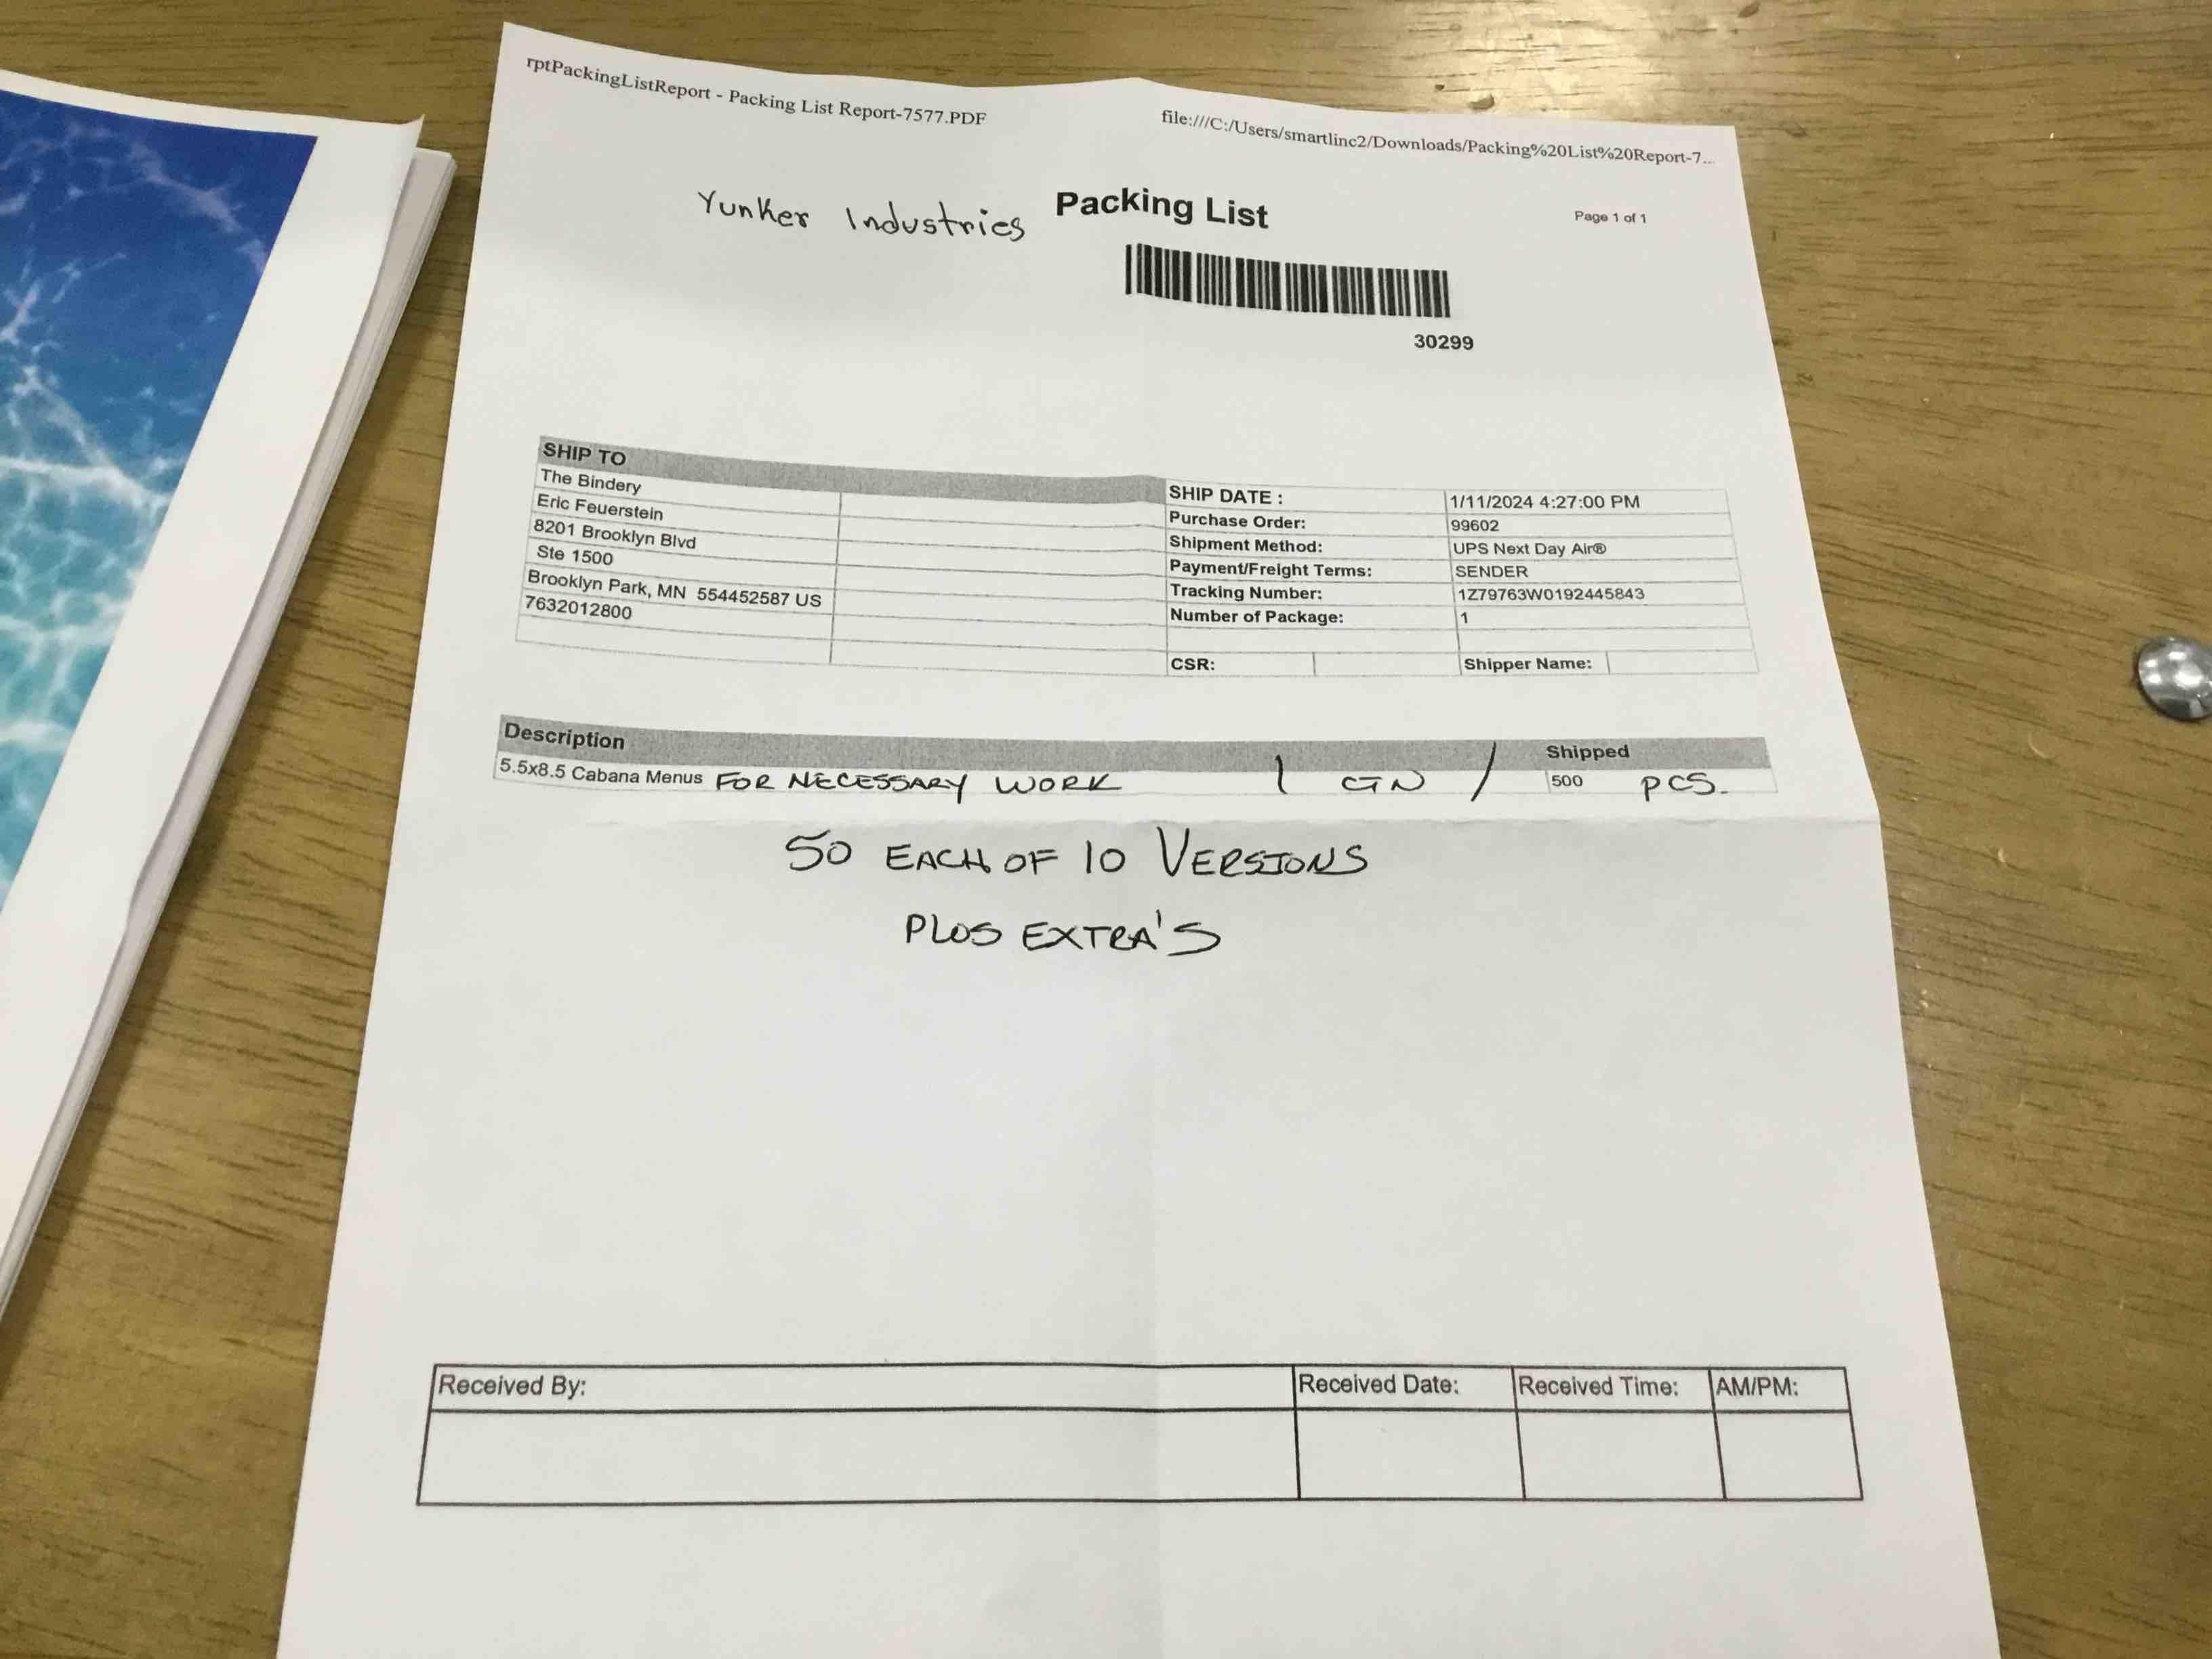 rptPackingListReport - Packing List Report-7577.PDF
file:///C:/Users/smartlinc2/Downloads/Packing%20List%20Report-7...
Yunker Industries
Packing List
Page 1 of 1
30299
SHIP TO
The Bindery
Eric Feuerstein
8201 Brooklyn Blvd
Ste 1500
Brooklyn Park, MN 554452587 US
7632012800
SHIP DATE : 1/11/2024 4:27:00 PM
Purchase Order: 99602
Shipment Method: UPS Next Day Air®
Payment/Freight Terms: SENDER
Tracking Number: 1Z79763W0192445843
Number of Package: 1
CSR: Shipper Name:
Description Shipped
5.5x8.5 Cabana Menus FOR NECESSARY WORK 1 CTN / 500 PCS.
50 EACH OF 10 VERSIONS
PLUS EXTRA'S
Received By: Received Date: Received Time: AM/PM: